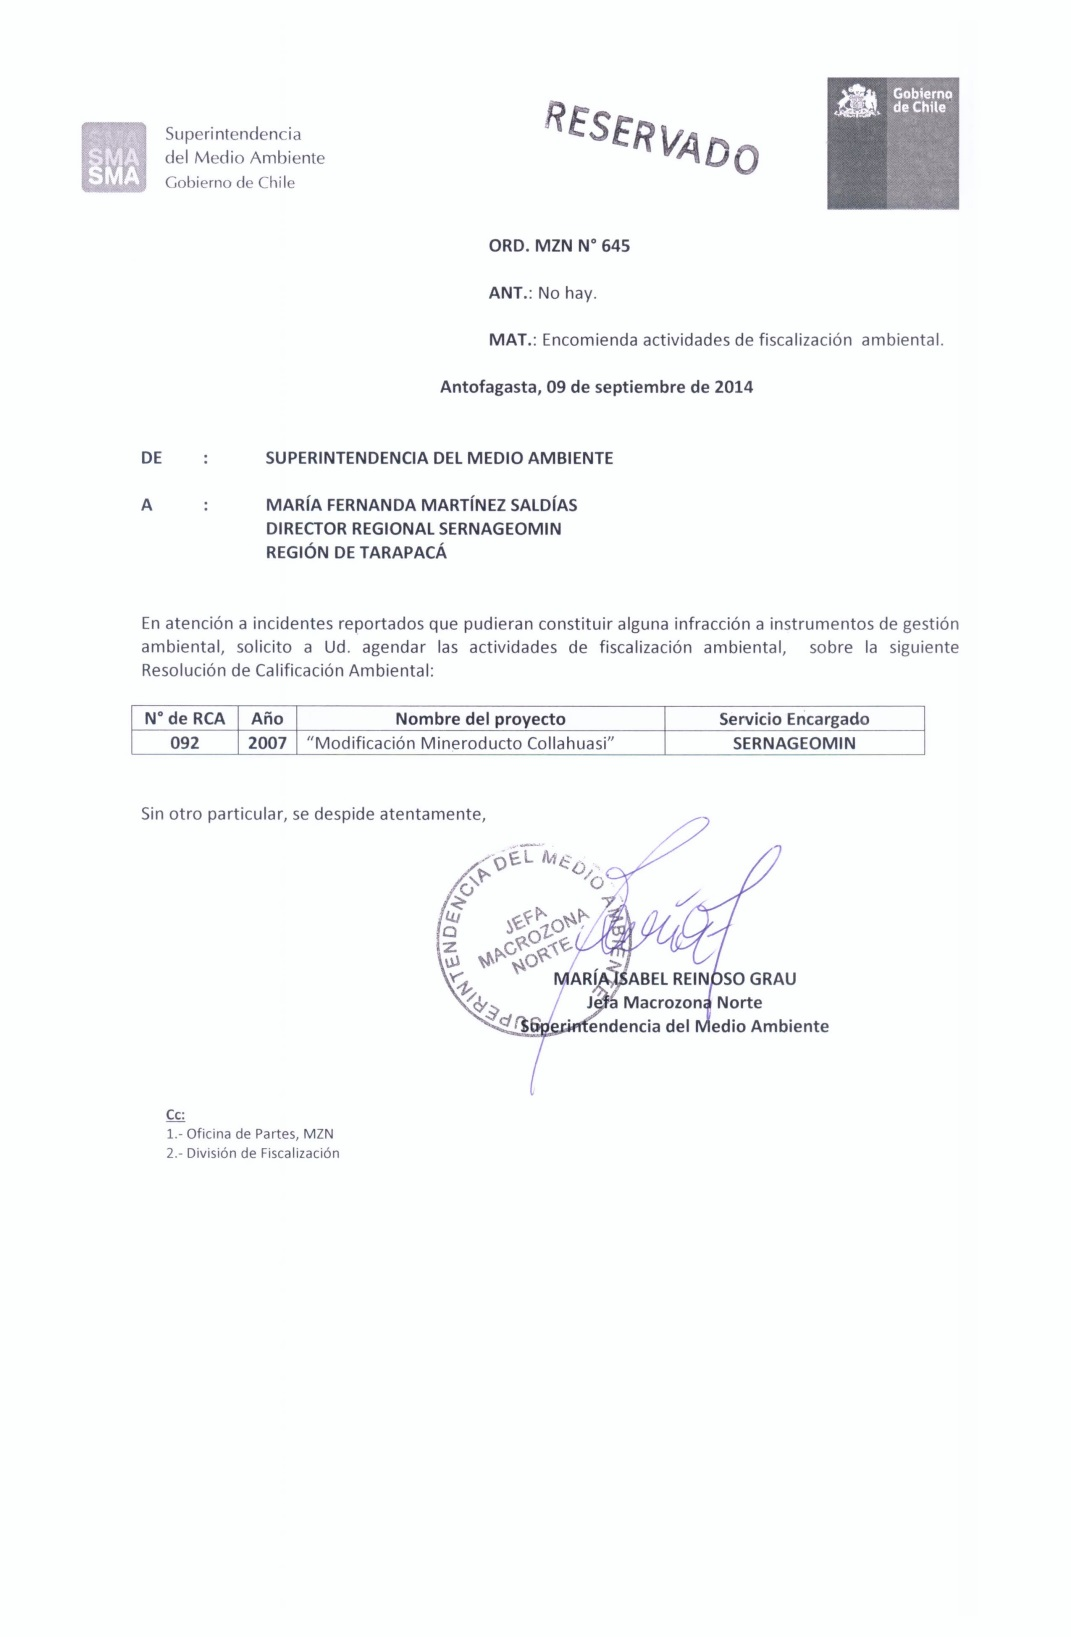 SMA
SMA
SMA
Superintendencia
del Medio Ambiente
Gobierno de Chile
RESERVADO
Gobierno
de Chile
ORD. MZN N° 645
ANT.: No hay.
MAT.: Encomienda actividades de fiscalización ambiental.
Antofagasta, 09 de septiembre de 2014
DE : SUPERINTENDENCIA DEL MEDIO AMBIENTE
A : MARÍA FERNANDA MARTÍNEZ SALDÍAS
DIRECTOR REGIONAL SERNAGEOMIN
REGIÓN DE TARAPACÁ
En atención a incidentes reportados que pudieran constituir alguna infracción a instrumentos de gestión
ambiental, solicito a Ud. agendar las actividades de fiscalización ambiental, sobre la siguiente
Resolución de Calificación Ambiental:
N° de RCA Año Nombre del proyecto Servicio Encargado
092 2007 "Modificación Mineroducto Collahuasi" SERNAGEOMIN
Sin otro particular, se despide atentamente,
SUPERINTENDENCIA DEL MEDIO AMBIENTE
JEFA
MACROZONA
NORTE
MARÍA ISABEL REINOSO GRAU
Jefa Macrozona Norte
Superintendencia del Medio Ambiente
Cc:
1.- Oficina de Partes, MZN
2.- División de Fiscalización